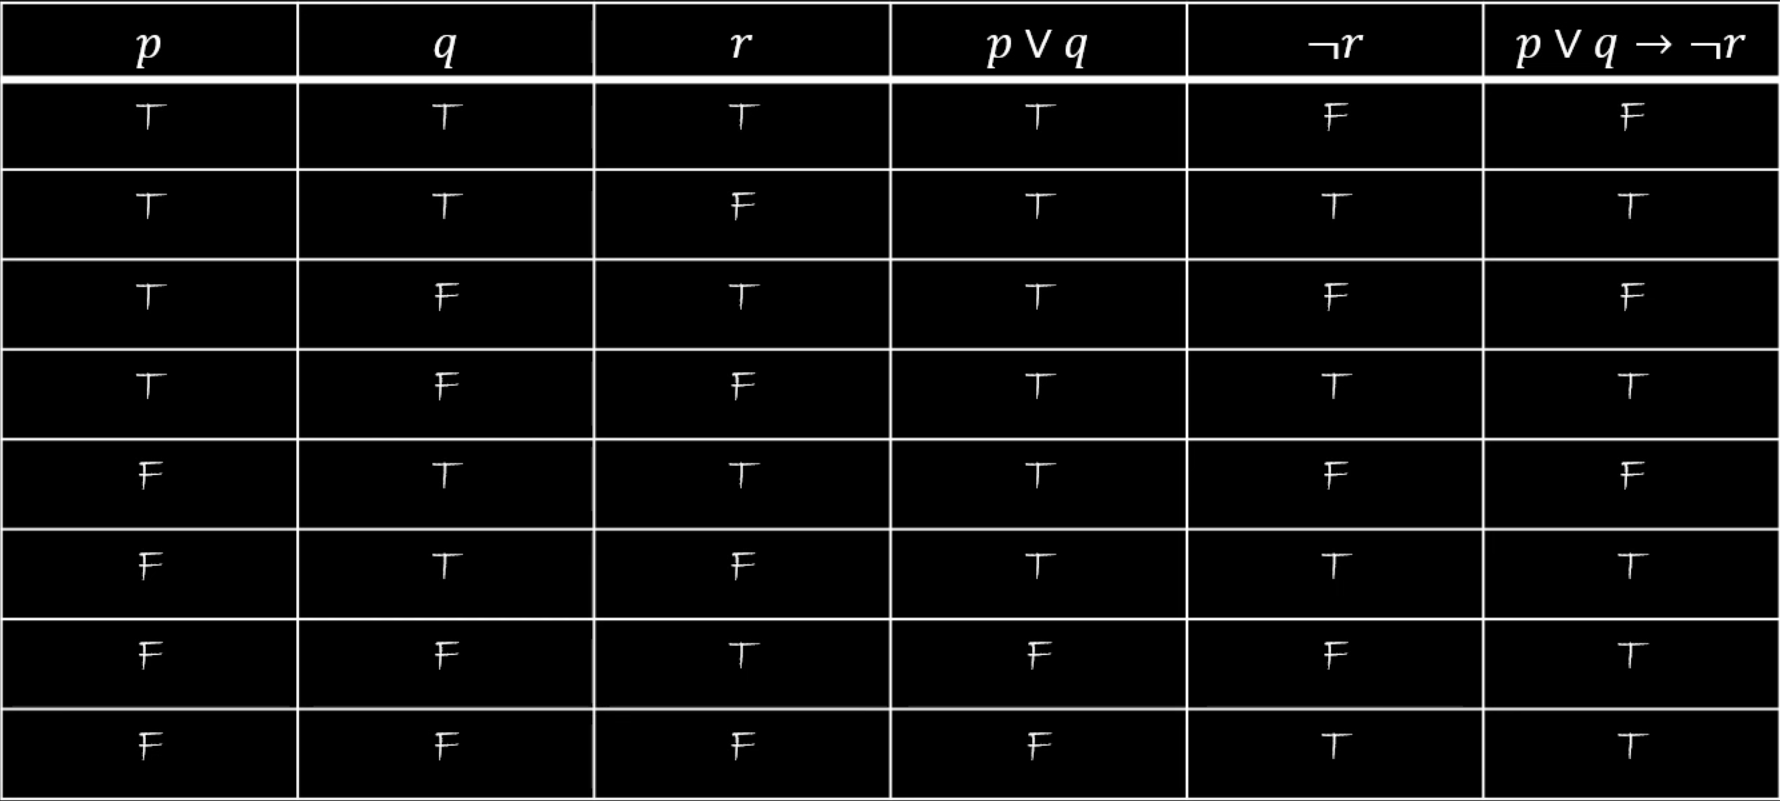 p q r p ∨ q ¬r p ∨ q → ¬r
T T T T F F
T T F T T T
T F T T F F
T F F T T T
F T T T F F
F T F T T T
F F T F F T
F F F F T T